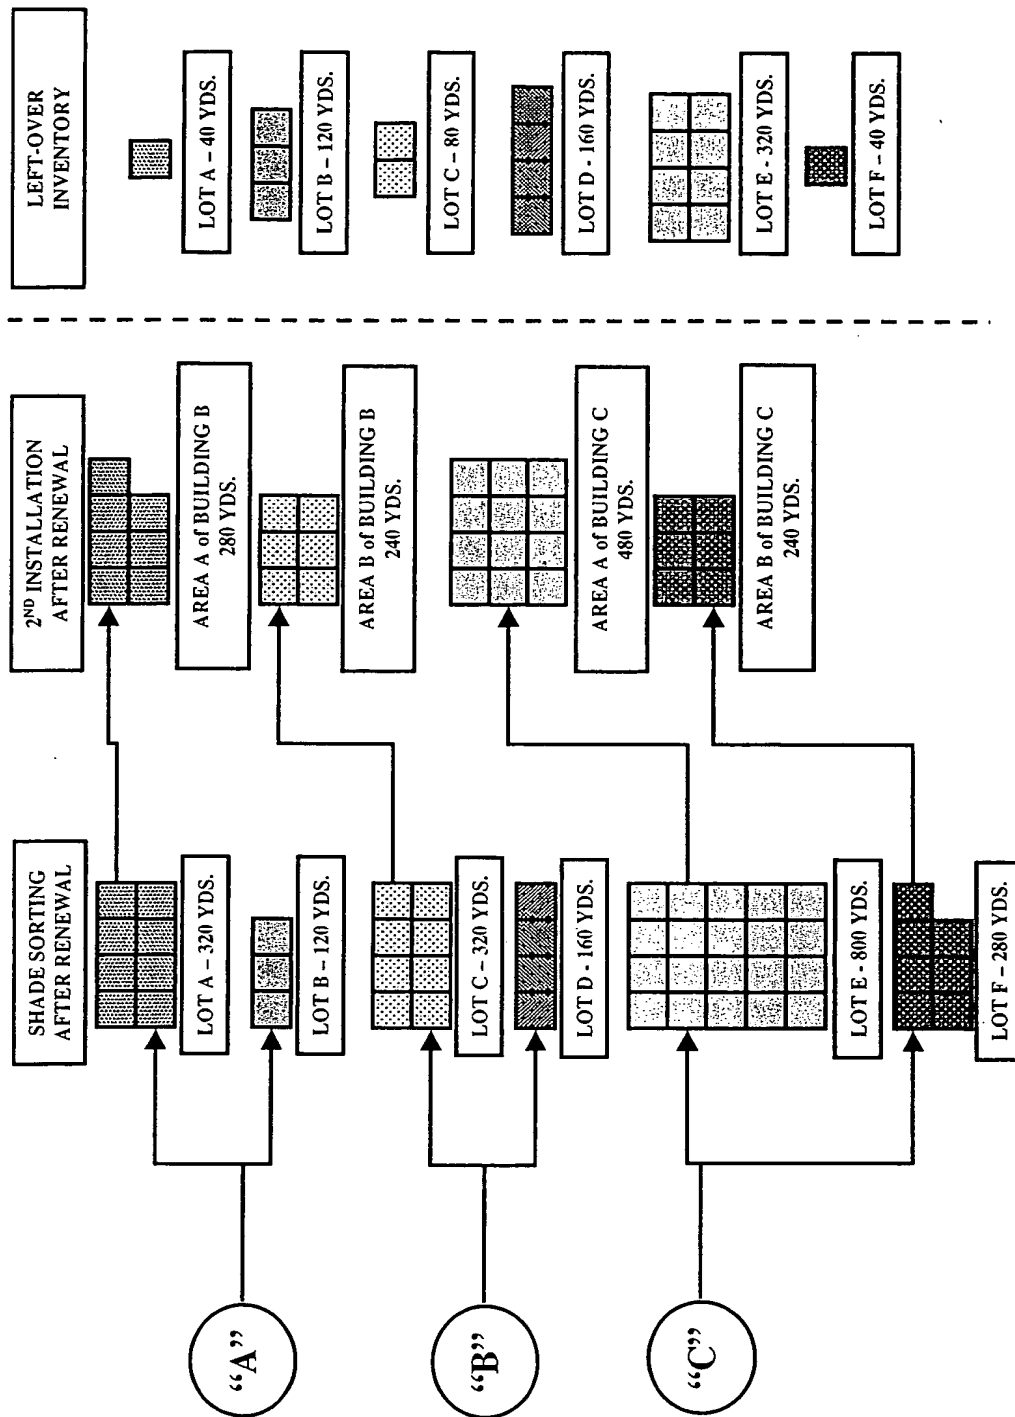 "A"
"B"
"C"
SHADE SORTING
AFTER RENEWAL
LOT A – 320 YDS.
LOT B – 120 YDS.
LOT C – 320 YDS.
LOT D – 160 YDS.
LOT E – 800 YDS.
LOT F – 280 YDS.
2ND INSTALLATION
AFTER RENEWAL
AREA A of BUILDING B
280 YDS.
AREA B of BUILDING B
240 YDS.
AREA A of BUILDING C
480 YDS.
AREA B of BUILDING C
240 YDS.
LEFT-OVER
INVENTORY
LOT A – 40 YDS.
LOT B – 120 YDS.
LOT C – 80 YDS.
LOT D - 160 YDS.
LOT E - 320 YDS.
LOT F – 40 YDS.